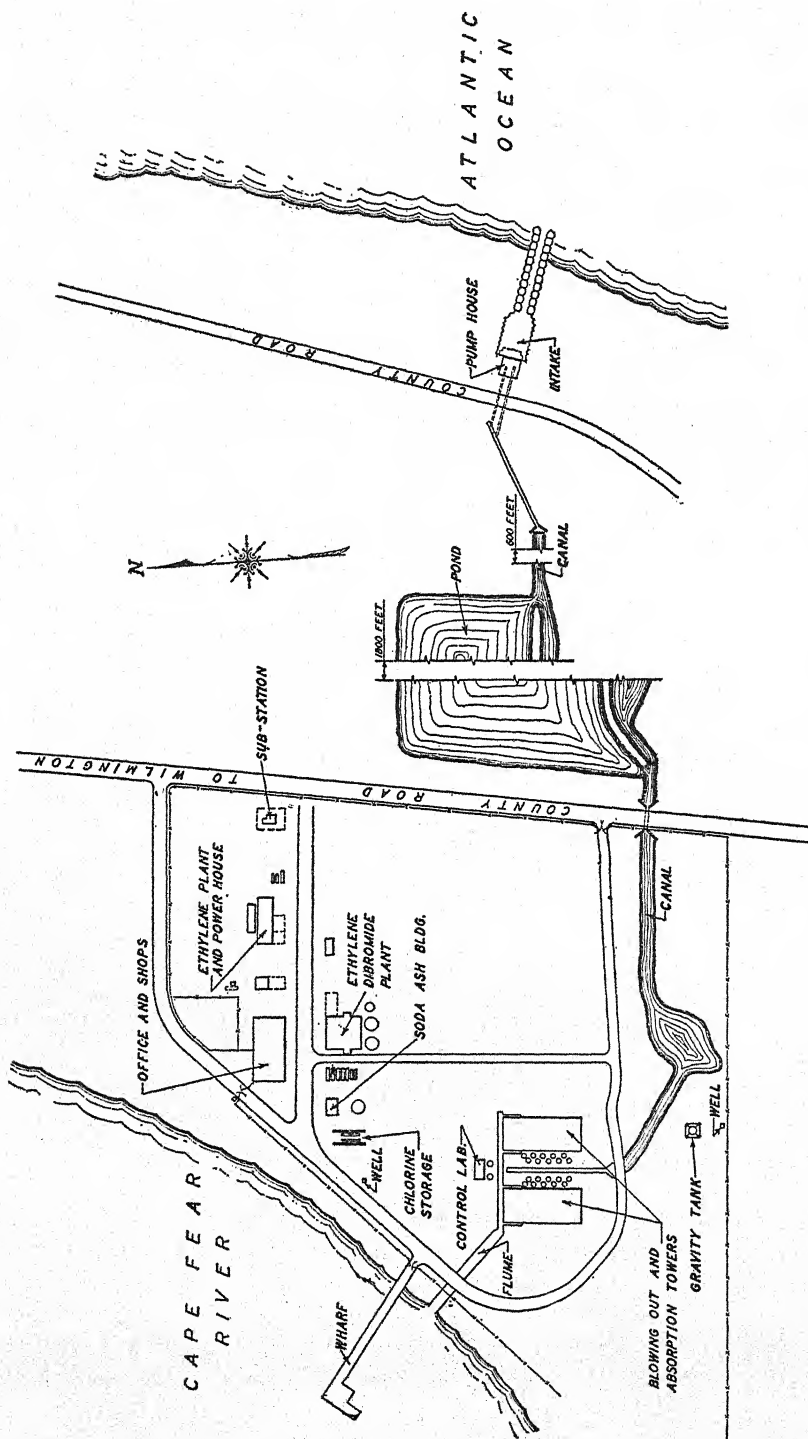 CAPE FEAR
RIVER
WHARF
OFFICE AND SHOPS
ETHYLENE PLANT
AND POWER HOUSE
SUB-STATION
COUNTY ROAD TO WILMINGTON
N
COUNTY ROAD
ATLANTIC
OCEAN
WELL
CHLORINE
STORAGE
ETHYLENE
DIBROMIDE
PLANT
SODA ASH BLDG.
1800 FEET
POND
600 FEET
CANAL
PUMP HOUSE
INTAKE
FLUME
CONTROL LAB.
CANAL
BLOWING OUT AND
ABSORPTION TOWERS
GRAVITY TANK
WELL